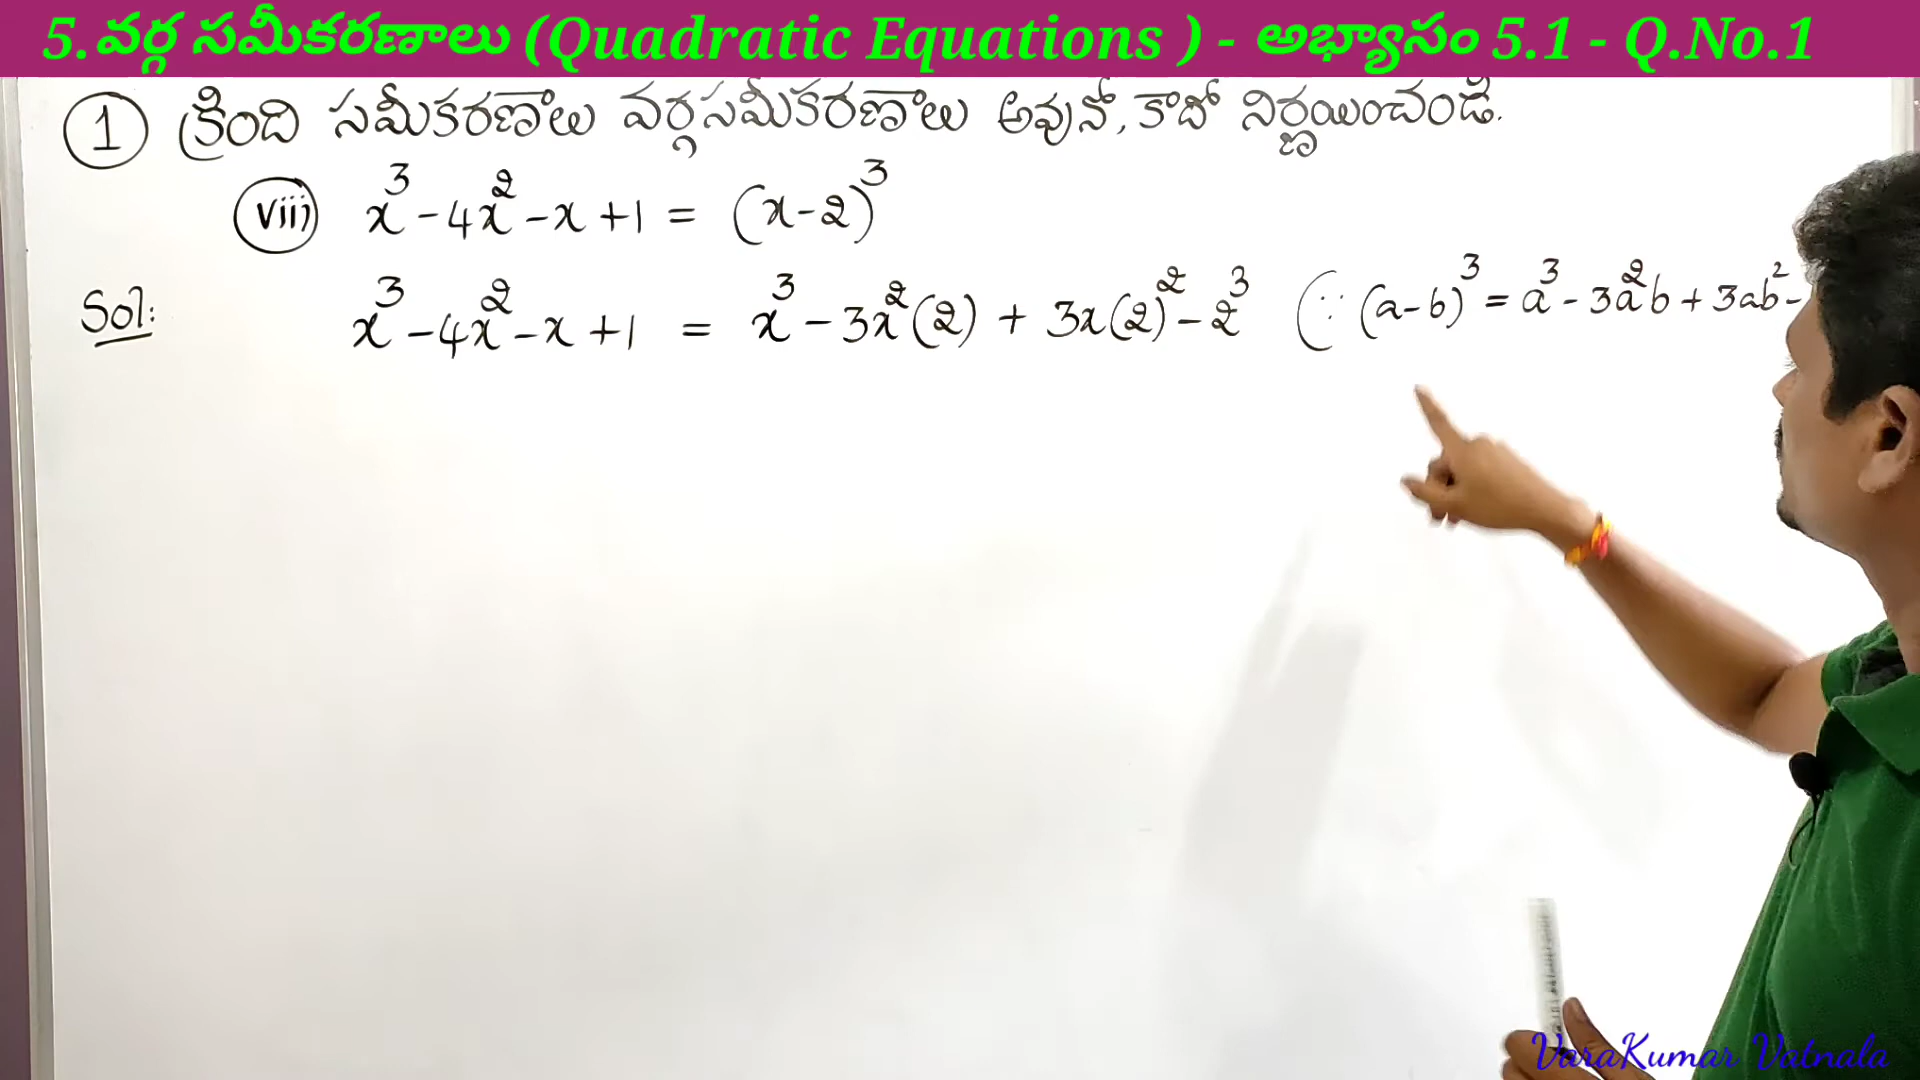 5.వర్గ సమీకరణాలు (Quadratic Equations ) - అభ్యాసం 5.1 - Q.No.1
1 క్రింది సమీకరణాలు వర్గసమీకరణాలు అవునో, కాదో నిర్ణయించండి.
viii) x³ - 4x² - x + 1 = (x-2)³
Sol: x³ - 4x² - x + 1 = x³ - 3x²(2) + 3x(2)² - 2³ (∵ (a-b)³ = a³ - 3a²b + 3ab² -
VaraKumar Vatnala